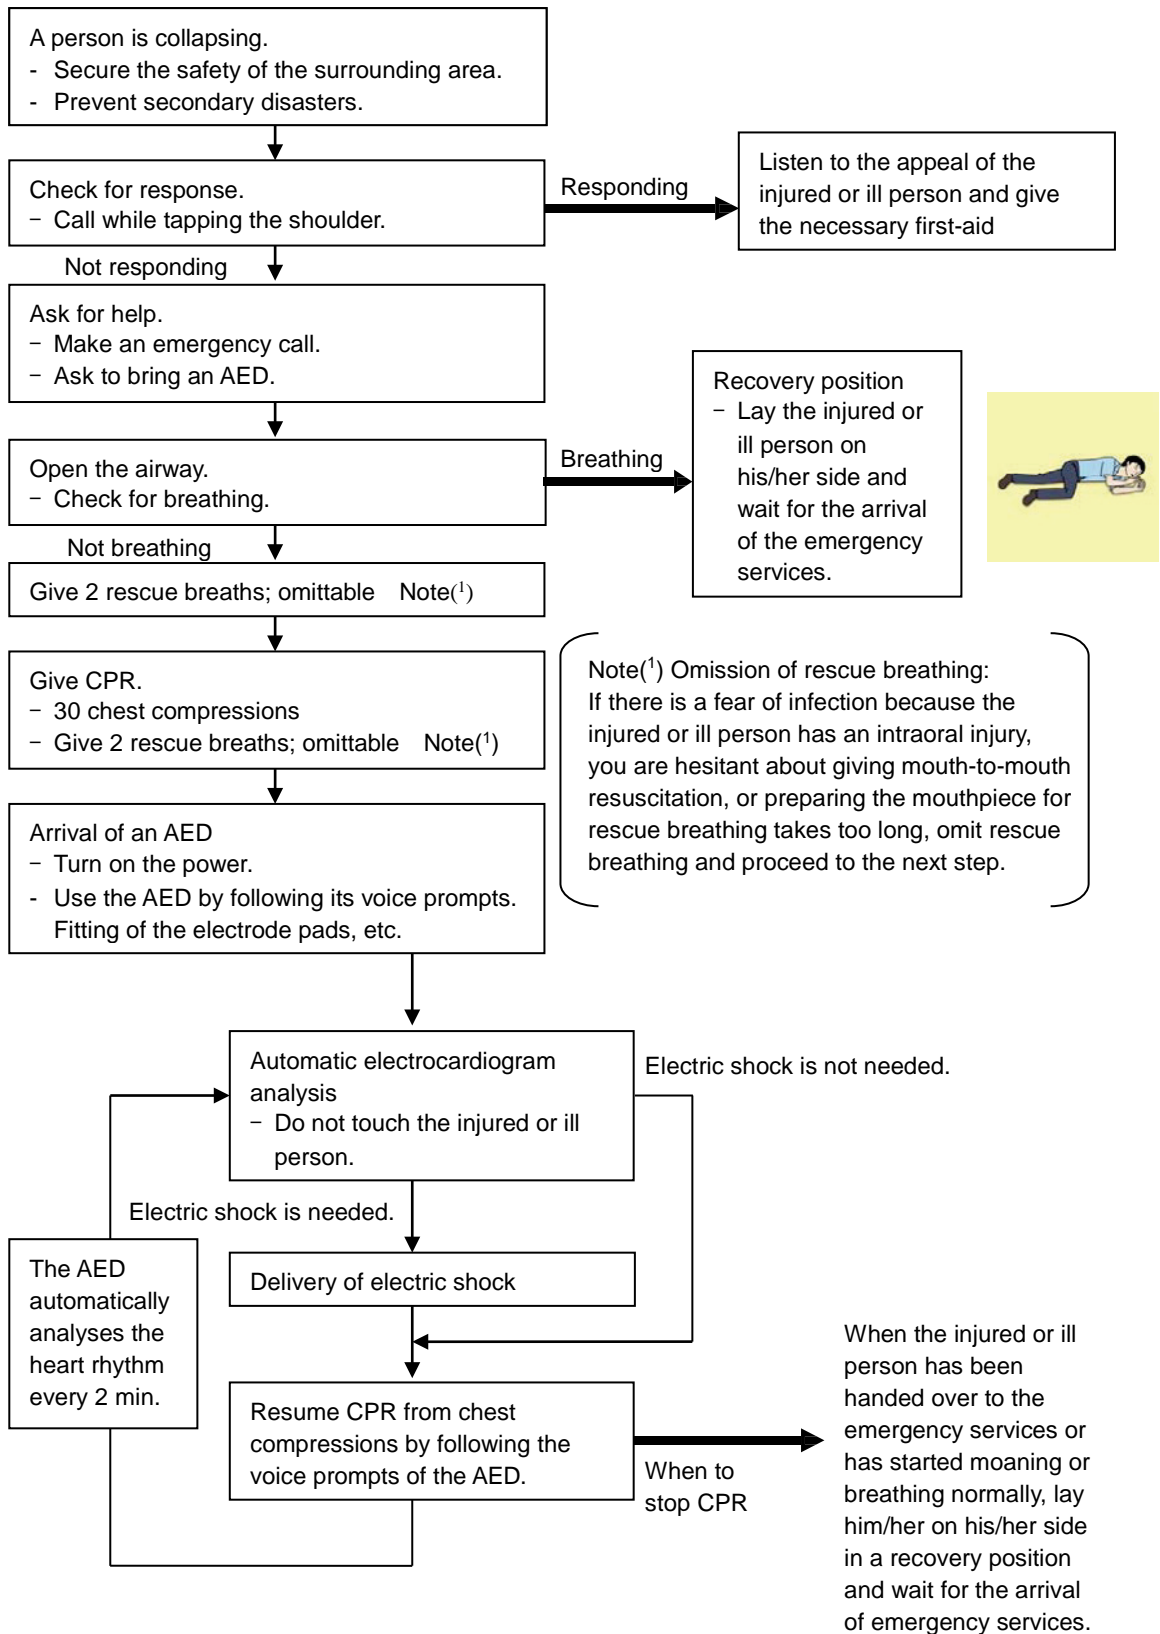 A person is collapsing.
- Secure the safety of the surrounding area.
- Prevent secondary disasters.
Check for response.
− Call while tapping the shoulder.
Responding
Listen to the appeal of the
injured or ill person and give
the necessary first-aid
Not responding
Ask for help.
− Make an emergency call.
− Ask to bring an AED.
Open the airway.
− Check for breathing.
Breathing
Recovery position
− Lay the injured or
ill person on
his/her side and
wait for the arrival
of the emergency
services.
Not breathing
Give 2 rescue breaths; omittable Note(¹)
Give CPR.
− 30 chest compressions
− Give 2 rescue breaths; omittable Note(¹)
Note(¹) Omission of rescue breathing:
If there is a fear of infection because the
injured or ill person has an intraoral injury,
you are hesitant about giving mouth-to-mouth
resuscitation, or preparing the mouthpiece for
rescue breathing takes too long, omit rescue
breathing and proceed to the next step.
Arrival of an AED
− Turn on the power.
- Use the AED by following its voice prompts.
Fitting of the electrode pads, etc.
Automatic electrocardiogram
analysis
− Do not touch the injured or ill
person.
Electric shock is not needed.
Electric shock is needed.
Delivery of electric shock
The AED
automatically
analyses the
heart rhythm
every 2 min.
Resume CPR from chest
compressions by following the
voice prompts of the AED.
When to
stop CPR
When the injured or ill
person has been
handed over to the
emergency services or
has started moaning or
breathing normally, lay
him/her on his/her side
in a recovery position
and wait for the arrival
of emergency services.